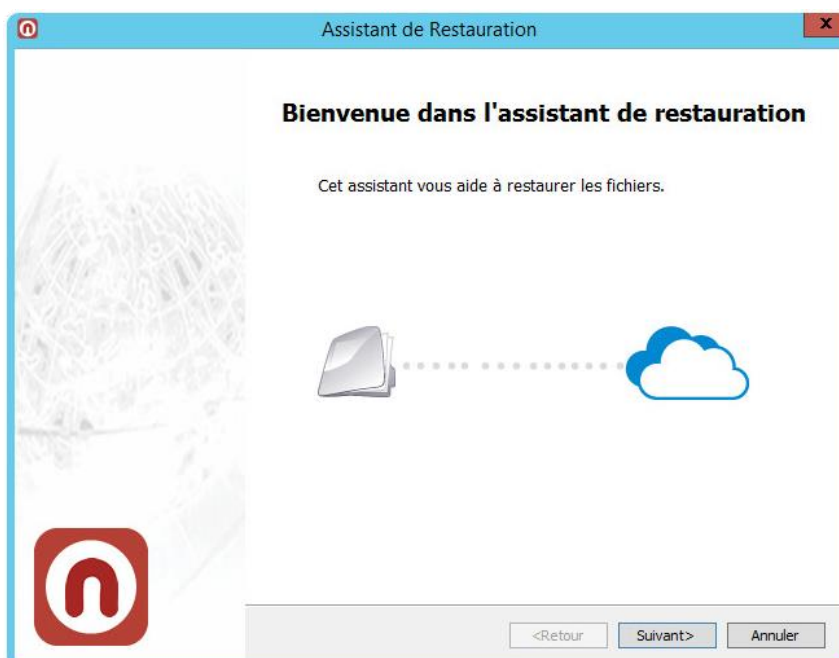 Assistant de Restauration
X
Bienvenue dans l'assistant de restauration
Cet assistant vous aide à restaurer les fichiers.
<Retour
Suivant>
Annuler